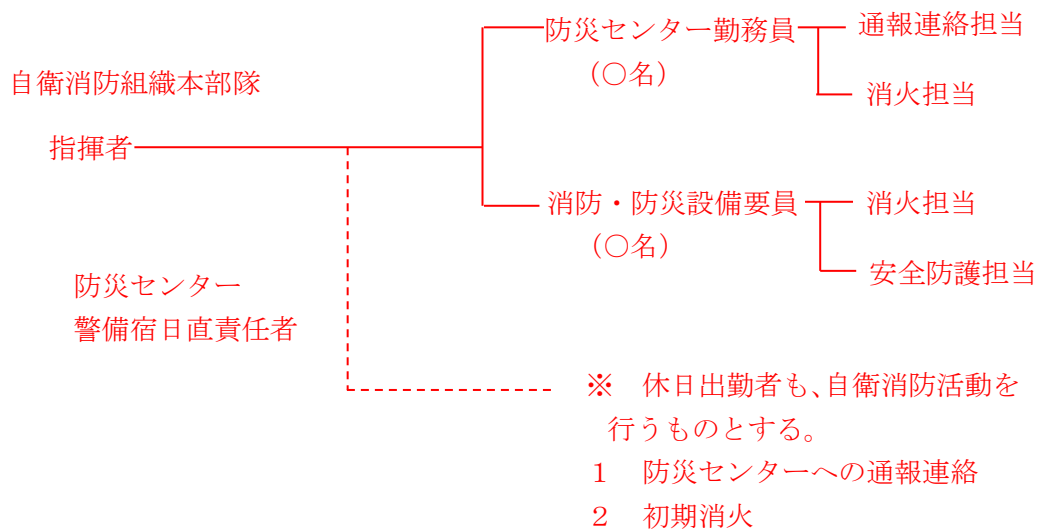 防災センター勤務員
(○名)
通報連絡担当
消火担当
自衛消防組織本部隊
指揮者
消防・防災設備要員
(○名)
消火担当
安全防護担当
防災センター
警備宿日直責任者
※ 休日出勤者も、自衛消防活動を
行うものとする。
1 防災センターへの通報連絡
2 初期消火